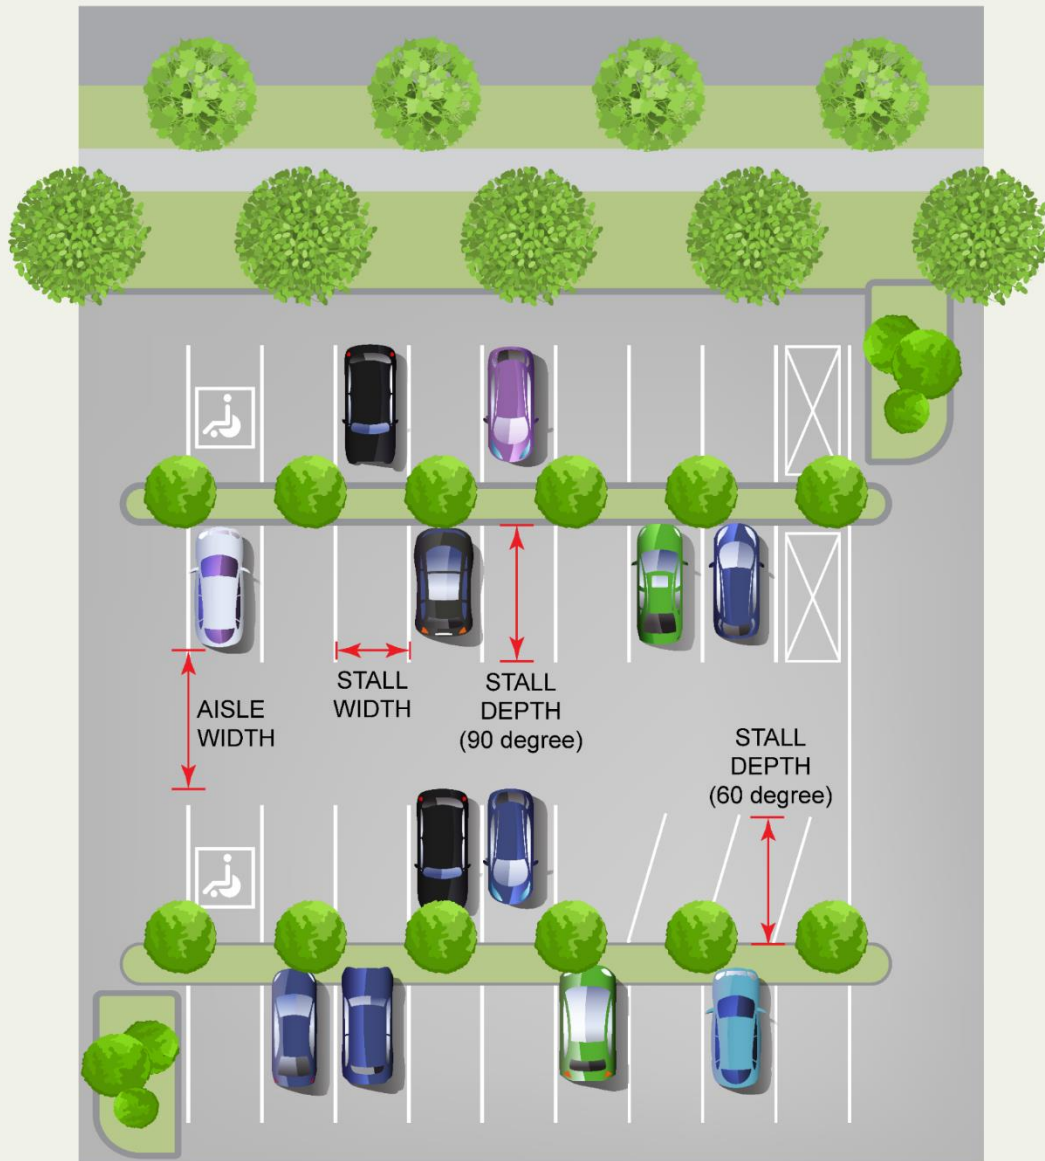 AISLE
WIDTH
STALL
WIDTH
STALL
DEPTH
(90 degree)
STALL
DEPTH
(60 degree)